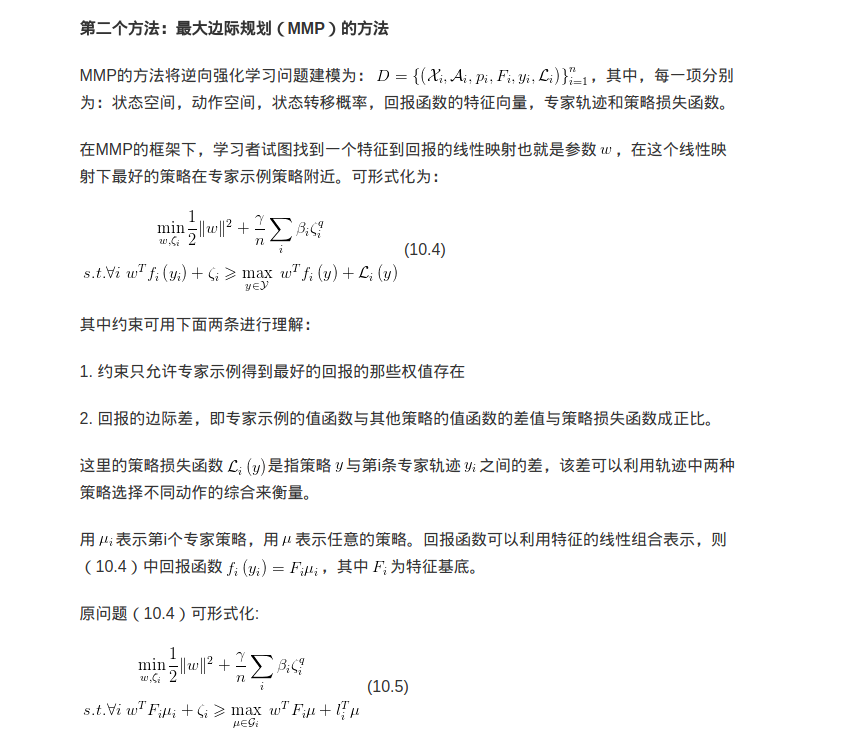 第二个方法：最大边际规划（MMP）的方法
MMP的方法将逆向强化学习问题建模为： $D=\{(\mathcal{X}_i,\mathcal{A}_i,p_i,F_i,y_i,\mathcal{L}_i)\}_{i=1}^{n}$ ，其中，每一项分别
为：状态空间，动作空间，状态转移概率，回报函数的特征向量，专家轨迹和策略损失函数。
在MMP的框架下，学习者试图找到一个特征到回报的线性映射也就是参数 $w$ ，在这个线性映
射下最好的策略在专家示例策略附近。可形式化为：
$\min_{w,\zeta_i}\frac{1}{2}\|w\|^2+\frac{\gamma}{n}\sum_i\beta_i\zeta_i^q$
$s.t.\forall i\ w^Tf_i(y_i)+\zeta_i\geqslant\max_{y\in\mathcal{Y}}\ w^Tf_i(y)+\mathcal{L}_i(y)$ (10.4)
其中约束可用下面两条进行理解：
1. 约束只允许专家示例得到最好的回报的那些权值存在
2. 回报的边际差，即专家示例的值函数与其他策略的值函数的差值与策略损失函数成正比。
这里的策略损失函数 $\mathcal{L}_i(y)$ 是指策略 $y$ 与第i条专家轨迹 $y_i$ 之间的差，该差可以利用轨迹中两种
策略选择不同动作的综合来衡量。
用 $\mu_i$ 表示第i个专家策略，用 $\mu$ 表示任意的策略。回报函数可以利用特征的线性组合表示，则
（10.4）中回报函数 $f_i(y_i)=F_i\mu_i$ ，其中 $F_i$ 为特征基底。
原问题（10.4）可形式化:
$\min_{w,\zeta_i}\frac{1}{2}\|w\|^2+\frac{\gamma}{n}\sum_i\beta_i\zeta_i^q$
$s.t.\forall i\ w^TF_i\mu_i+\zeta_i\geqslant\max_{\mu\in\mathcal{G}_i}\ w^TF_i\mu+l_i^T\mu$ (10.5)